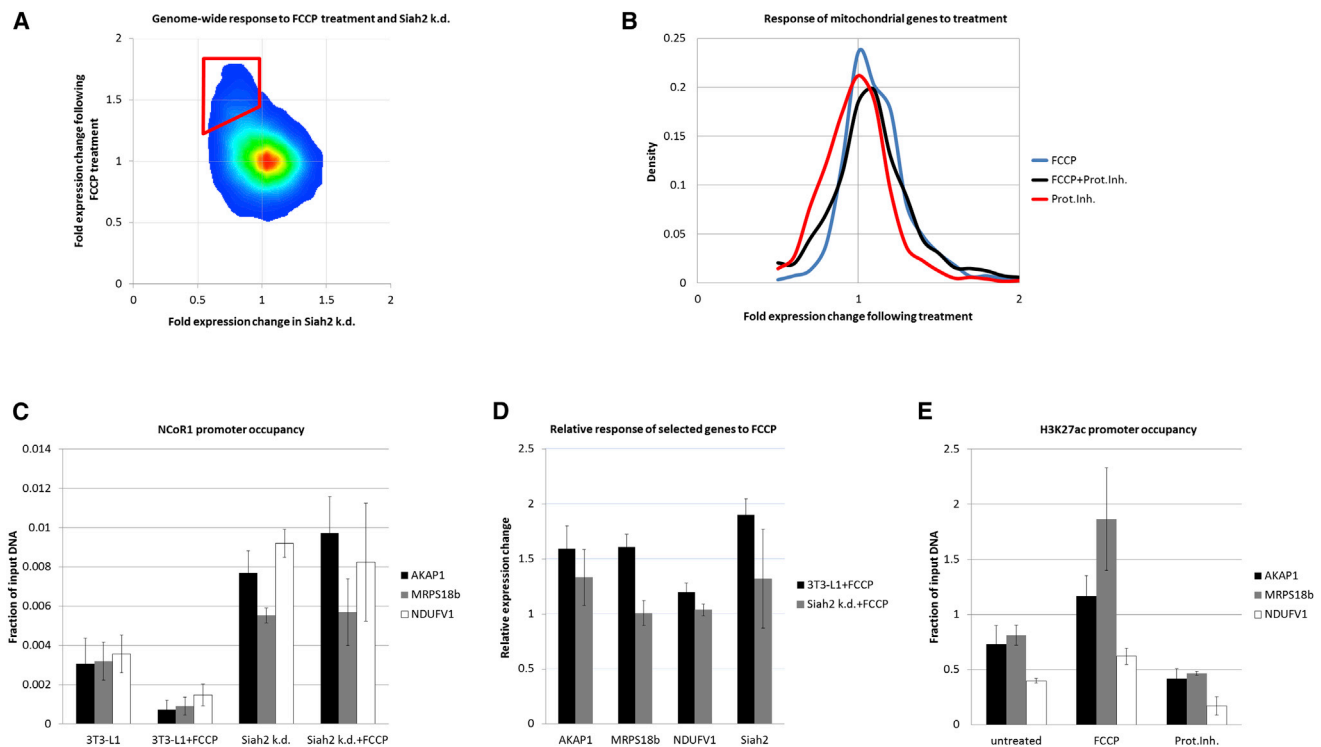 A
Genome-wide response to FCCP treatment and Siah2 k.d.
Fold expression change following
FCCP treatment
2
1.5
1
0.5
0
0
0.5
1
1.5
2
Fold expression change in Siah2 k.d.
B
Response of mitochondrial genes to treatment
Density
0.25
0.2
0.15
0.1
0.05
0
0
1
2
Fold expression change following treatment
FCCP
FCCP+Prot.Inh.
Prot.Inh.
C
NCoR1 promoter occupancy
Fraction of input DNA
0.014
0.012
0.01
0.008
0.006
0.004
0.002
0
3T3-L1
3T3-L1+FCCP
Siah2 k.d.
Siah2 k.d.+FCCP
AKAP1
MRPS18b
NDUFV1
D
Relative response of selected genes to FCCP
Relative expression change
2.5
2
1.5
1
0.5
0
AKAP1
MRPS18b
NDUFV1
Siah2
3T3-L1+FCCP
Siah2 k.d.+FCCP
E
H3K27ac promoter occupancy
Fraction of input DNA
2.5
2
1.5
1
0.5
0
untreated
FCCP
Prot.Inh.
AKAP1
MRPS18b
NDUFV1